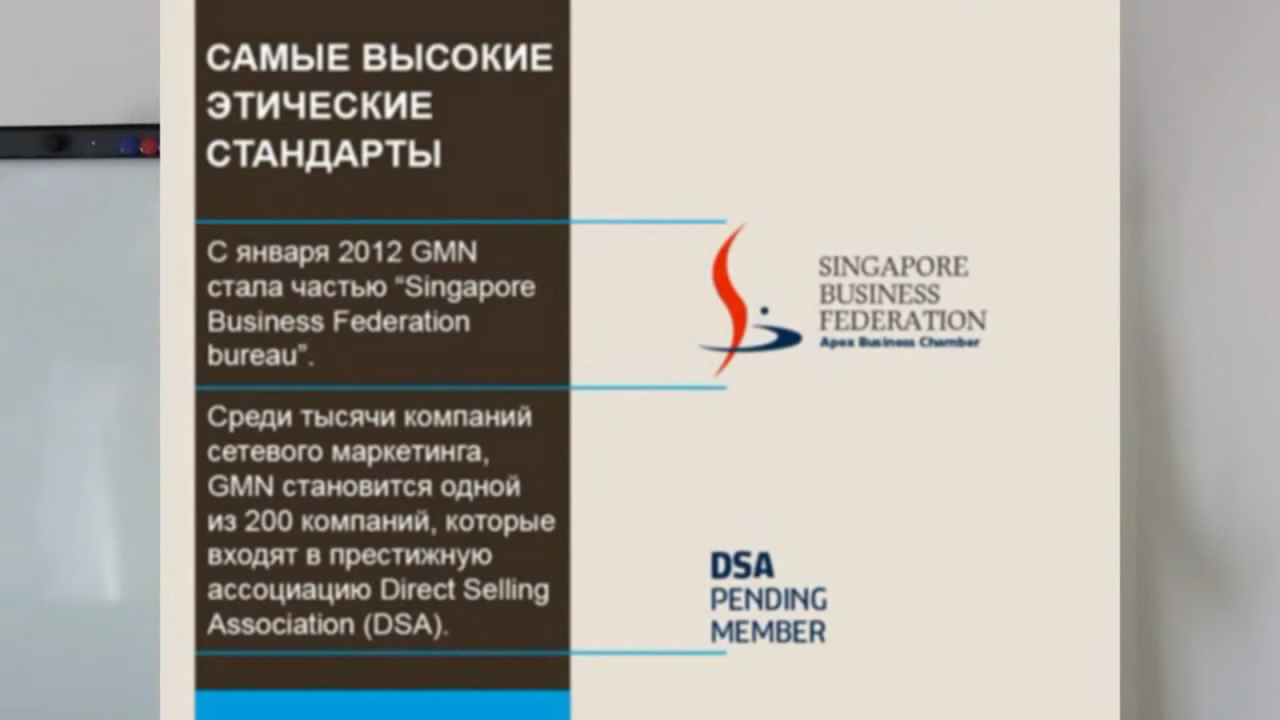 САМЫЕ ВЫСОКИЕ
ЭТИЧЕСКИЕ
СТАНДАРТЫ
С января 2012 GMN
стала частью “Singapore
Business Federation
bureau”.
SINGAPORE
BUSINESS
FEDERATION
Apex Business Chamber
Среди тысячи компаний
сетевого маркетинга,
GMN становится одной
из 200 компаний, которые
входят в престижную
ассоциацию Direct Selling
Association (DSA).
DSA
PENDING
MEMBER